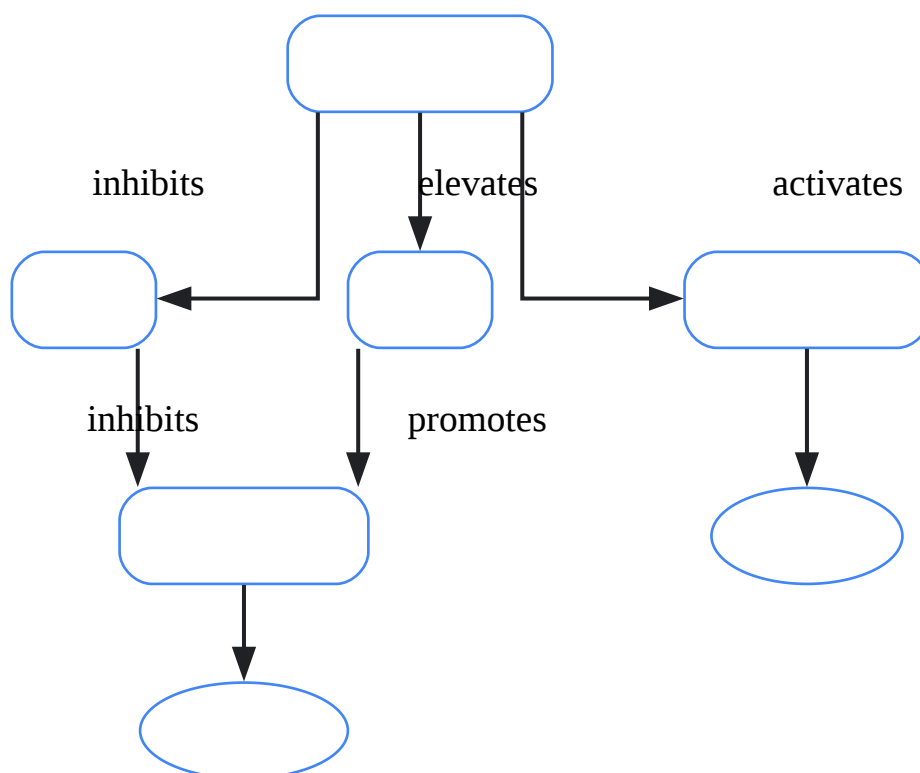 inhibits
elevates
activates
inhibits
promotes